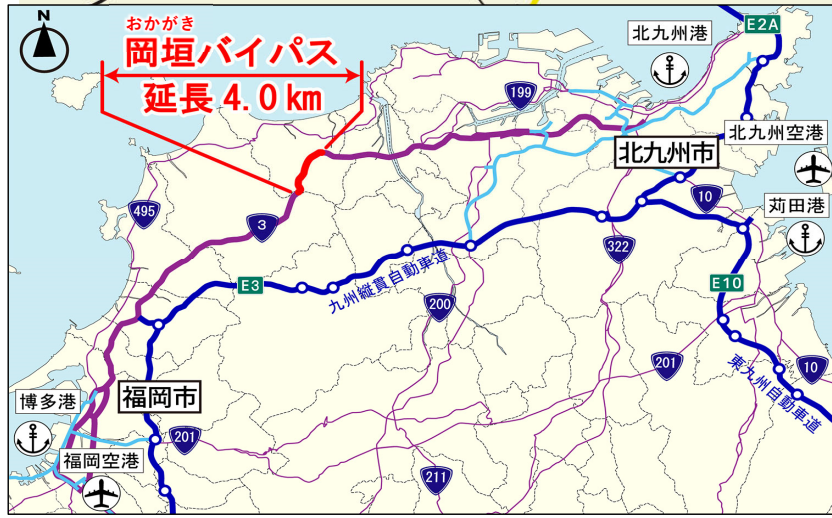 おかがき
岡垣バイパス
延長4.0km
E2A
北九州港
199
北九州空港
北九州市
495
3
10
苅田港
322
E10
E3
九州縦貫自動車道
200
201
東九州自動車道
10
博多港
福岡市
201
福岡空港
211